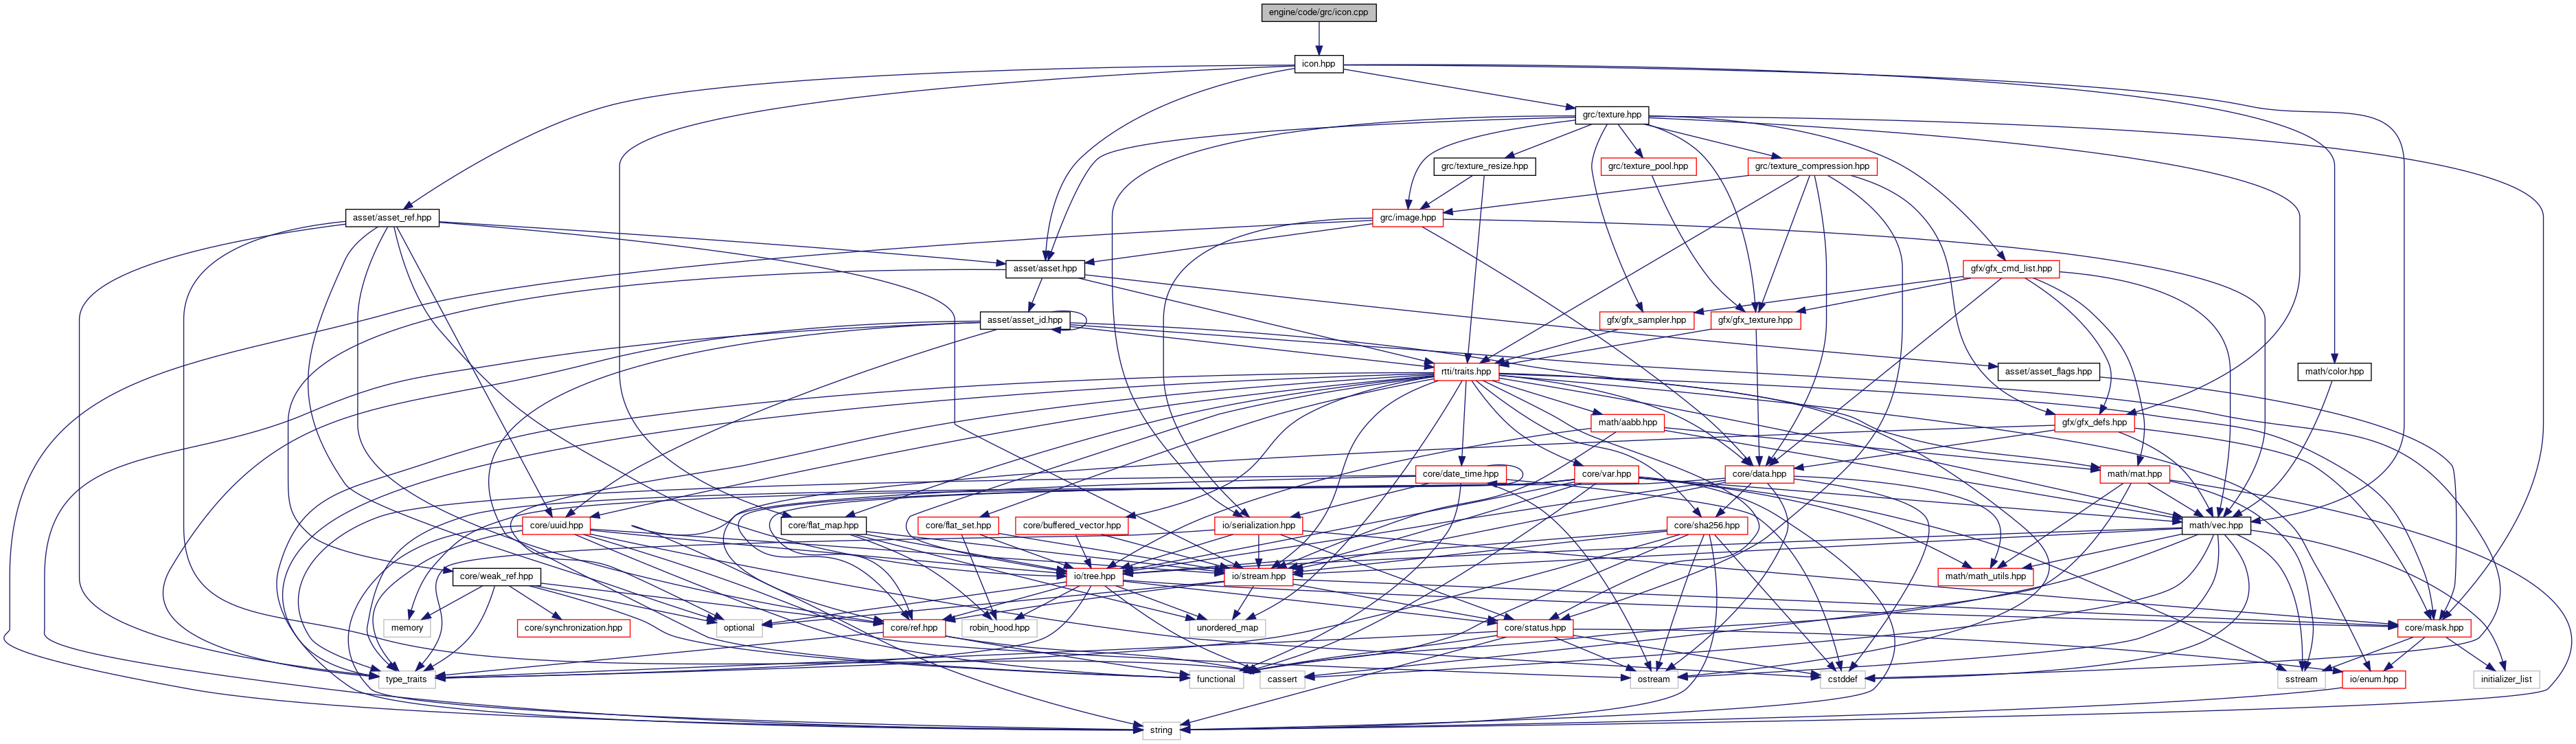 engine/code/grc/icon.cpp
icon.hpp
grc/texture.hpp
grc/texture_resize.hpp
grc/texture_pool.hpp
grc/texture_compression.hpp
asset/asset_ref.hpp
grc/image.hpp
asset/asset.hpp
gfx/gfx_cmd_list.hpp
asset/asset_id.hpp
gfx/gfx_sampler.hpp
gfx/gfx_texture.hpp
rtti/traits.hpp
asset/asset_flags.hpp
math/color.hpp
math/aabb.hpp
gfx/gfx_defs.hpp
core/date_time.hpp
core/var.hpp
core/data.hpp
math/mat.hpp
core/uuid.hpp
core/flat_map.hpp
core/flat_set.hpp
core/buffered_vector.hpp
io/serialization.hpp
core/sha256.hpp
math/vec.hpp
core/weak_ref.hpp
io/tree.hpp
io/stream.hpp
math/math_utils.hpp
memory
core/synchronization.hpp
optional
core/ref.hpp
robin_hood.hpp
unordered_map
core/status.hpp
core/mask.hpp
type_traits
functional
cassert
ostream
cstddef
sstream
io/enum.hpp
initializer_list
string